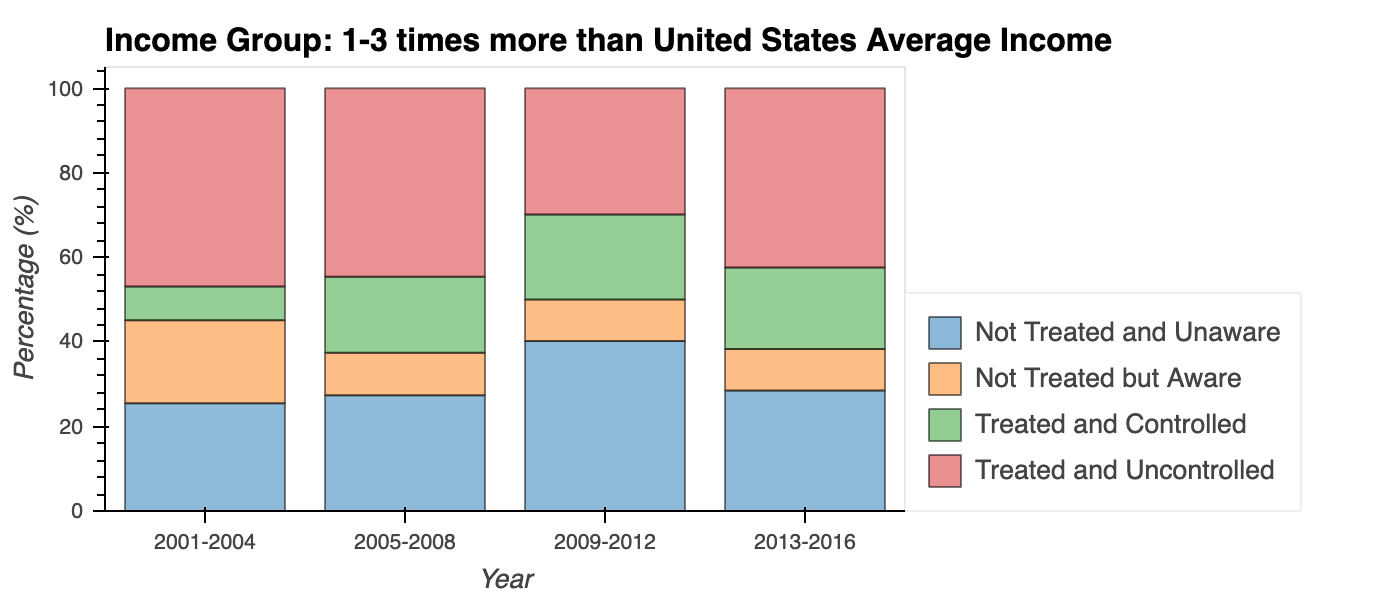 Income Group: 1-3 times more than United States Average Income
Percentage (%)
100
80
60
40
20
0
2001-2004
2005-2008
2009-2012
2013-2016
Year
Not Treated and Unaware
Not Treated but Aware
Treated and Controlled
Treated and Uncontrolled